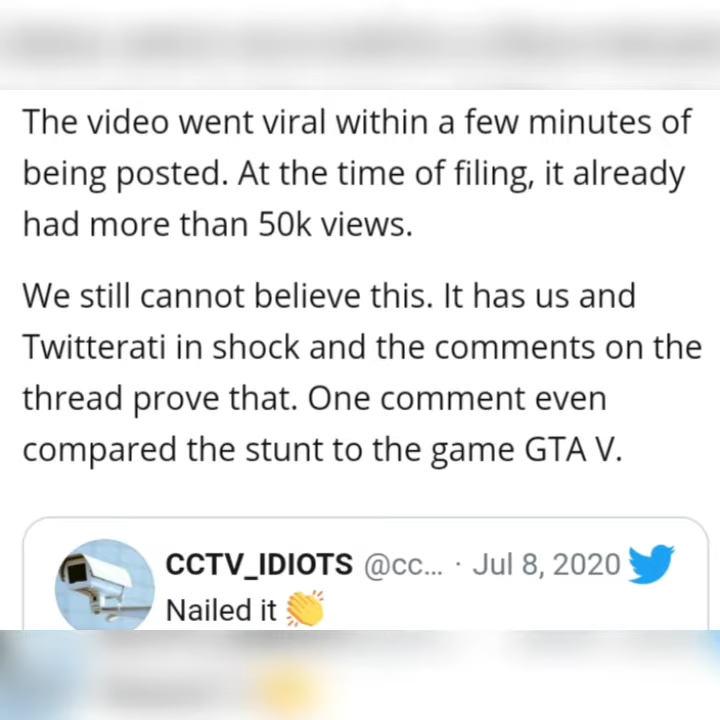 The video went viral within a few minutes of
being posted. At the time of filing, it already
had more than 50k views.
We still cannot believe this. It has us and
Twitterati in shock and the comments on the
thread prove that. One comment even
compared the stunt to the game GTA V.
CCTV_IDIOTS @cc... · Jul 8, 2020
Nailed it 👏